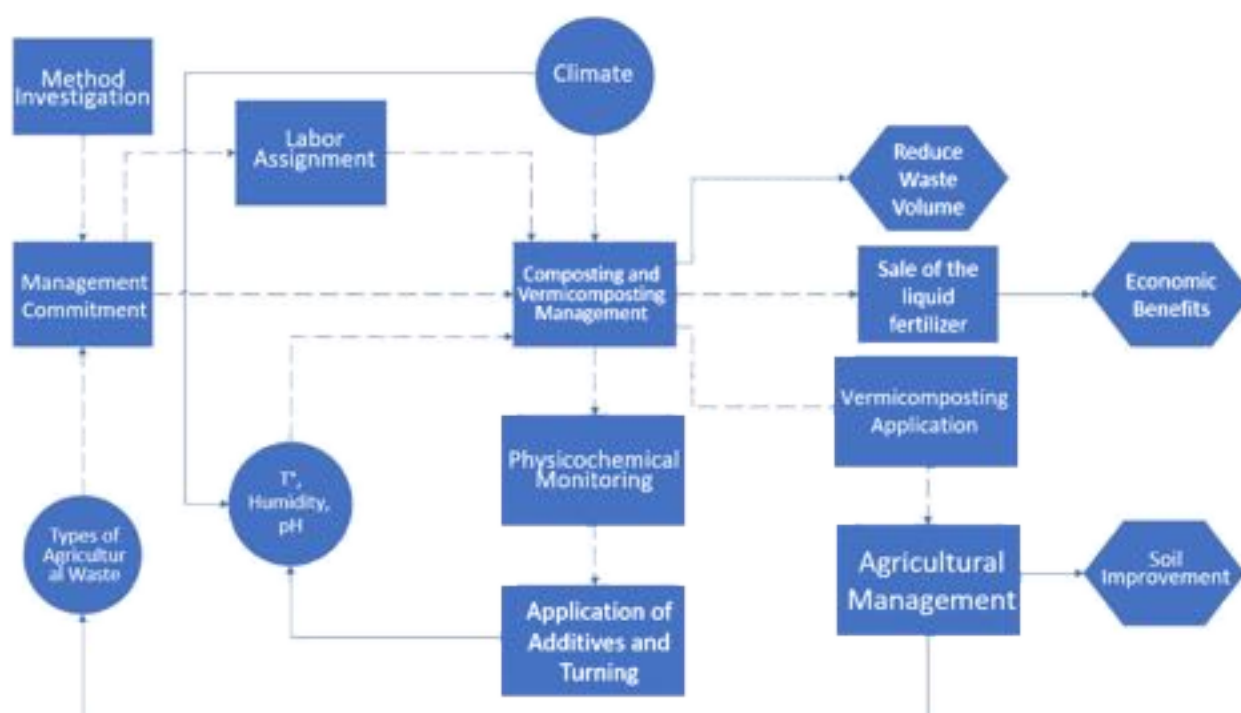 Method
Investigation
Climate
Labor
Assignment
Reduce
Waste
Volume
Management
Commitment
Composting and
Vermicomposting
Management
Sale of the
liquid
fertilizer
Economic
Benefits
Vermicomposting
Application
Physicochemical
Monitoring
T°,
Humidity,
pH
Types of
Agricultur
al Waste
Agricultural
Management
Soil
Improvement
Application of
Additives and
Turning